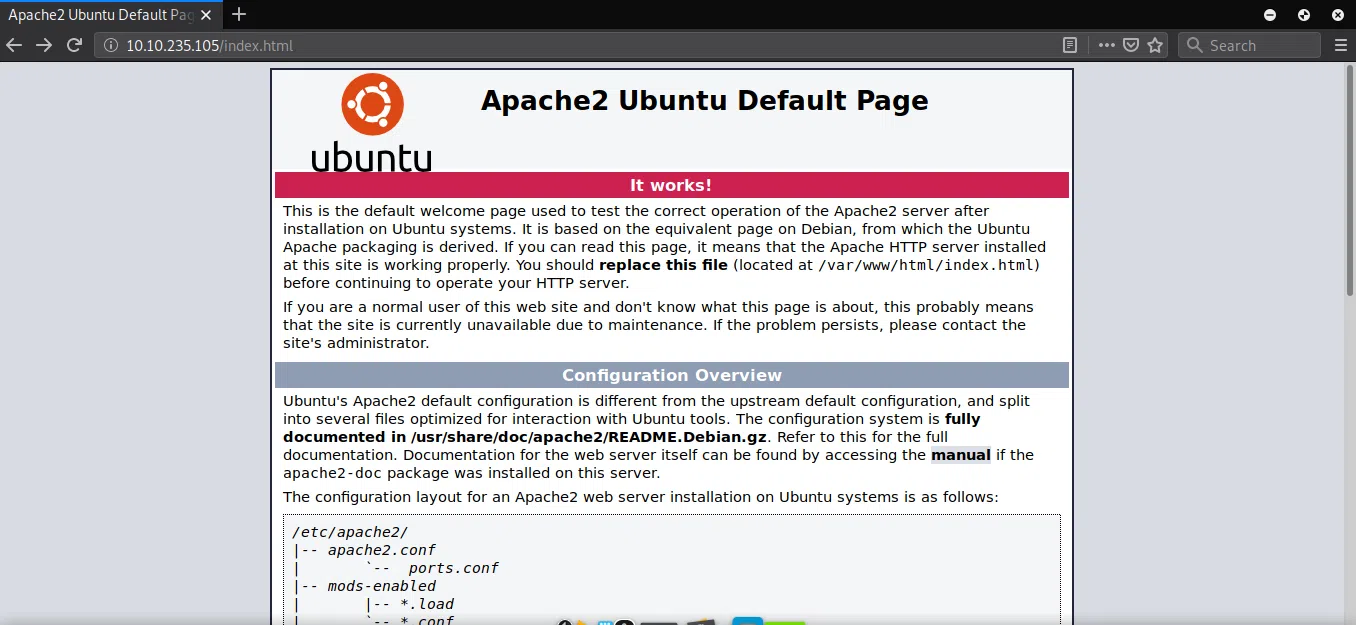 Apache2 Ubuntu Default Pag
10.10.235.105/index.html
Search
ubuntu
Apache2 Ubuntu Default Page
It works!
This is the default welcome page used to test the correct operation of the Apache2 server after
installation on Ubuntu systems. It is based on the equivalent page on Debian, from which the Ubuntu
Apache packaging is derived. If you can read this page, it means that the Apache HTTP server installed
at this site is working properly. You should replace this file (located at /var/www/html/index.html)
before continuing to operate your HTTP server.
If you are a normal user of this web site and don't know what this page is about, this probably means
that the site is currently unavailable due to maintenance. If the problem persists, please contact the
site's administrator.
Configuration Overview
Ubuntu's Apache2 default configuration is different from the upstream default configuration, and split
into several files optimized for interaction with Ubuntu tools. The configuration system is fully
documented in /usr/share/doc/apache2/README.Debian.gz. Refer to this for the full
documentation. Documentation for the web server itself can be found by accessing the manual if the
apache2-doc package was installed on this server.
The configuration layout for an Apache2 web server installation on Ubuntu systems is as follows:
/etc/apache2/
|-- apache2.conf
|       `--  ports.conf
|-- mods-enabled
|       |-- *.load
|       `-- *.conf